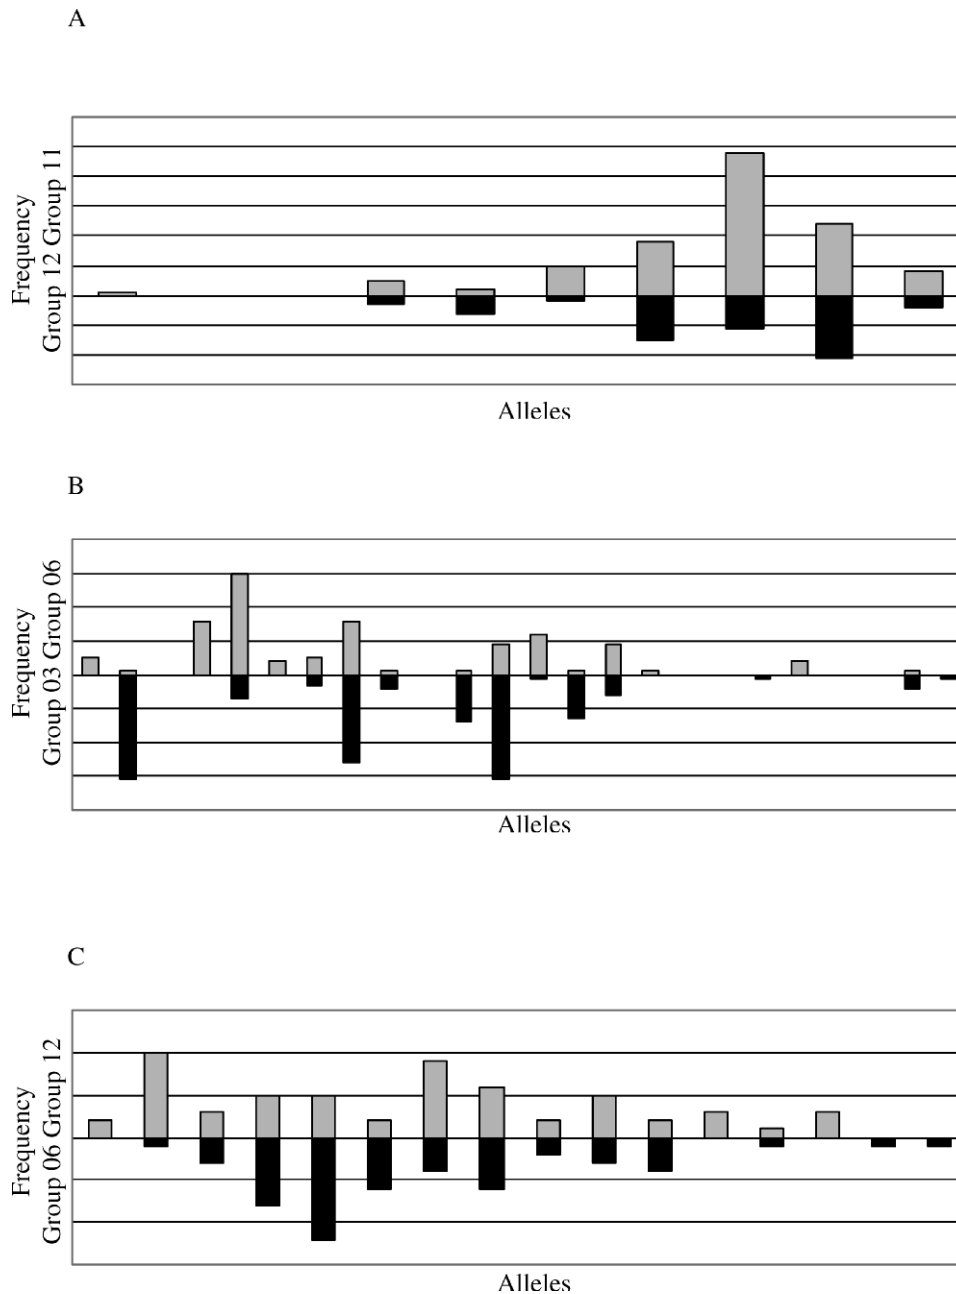 A
Frequency
Group 12 Group 11
Alleles
B
Frequency
Group 03 Group 06
Alleles
C
Frequency
Group 06 Group 12
Alleles